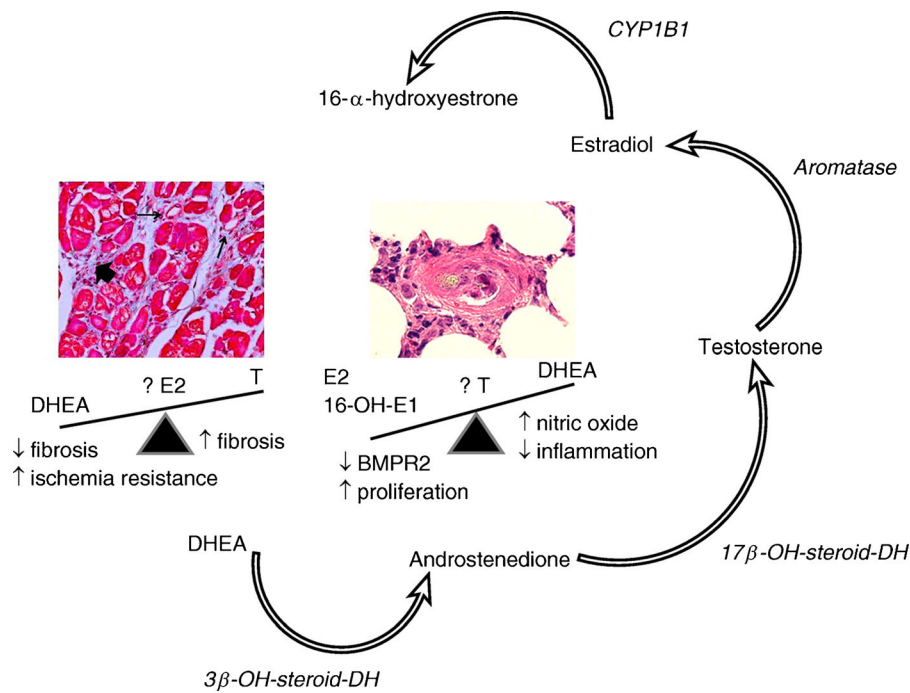 CYP1B1
16-α-hydroxyestrone
Estradiol
Aromatase
Testosterone
T
? E2
DHEA
↓ fibrosis
↑ ischemia resistance
↑ fibrosis
E2
16-OH-E1
? T
DHEA
↑ nitric oxide
↓ inflammation
↓ BMPR2
↑ proliferation
DHEA
Androstenedione
17β-OH-steroid-DH
3β-OH-steroid-DH